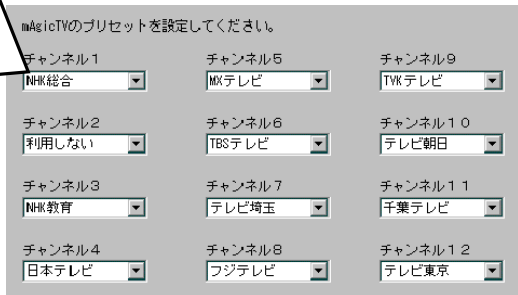 mAgicTVのプリセットを設定してください。
チャンネル1 チャンネル5 チャンネル9
NHK総合 MXテレビ TVKテレビ
チャンネル2 チャンネル6 チャンネル10
利用しない TBSテレビ テレビ朝日
チャンネル3 チャンネル7 チャンネル11
NHK教育 テレビ埼玉 千葉テレビ
チャンネル4 チャンネル8 チャンネル12
日本テレビ フジテレビ テレビ東京